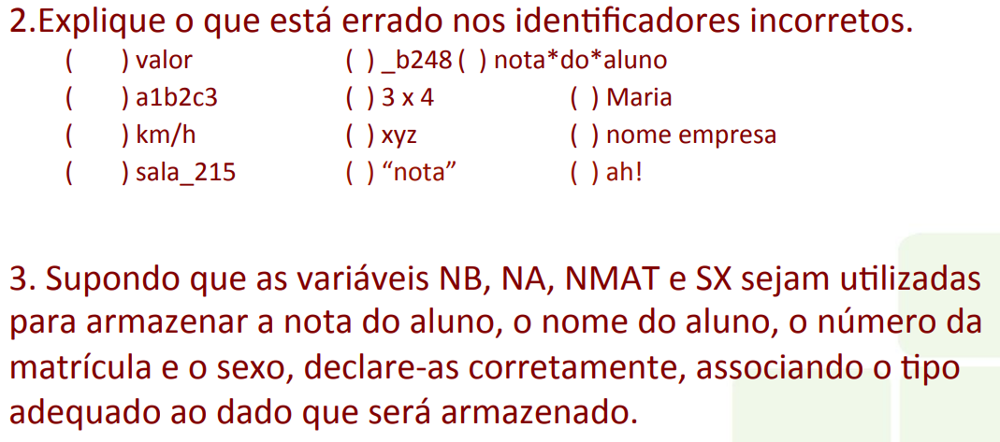 2.Explique o que está errado nos identificadores incorretos.
( ) valor ( ) _b248 ( ) nota*do*aluno
( ) a1b2c3 ( ) 3 x 4 ( ) Maria
( ) km/h ( ) xyz ( ) nome empresa
( ) sala_215 ( ) “nota” ( ) ah!
3. Supondo que as variáveis NB, NA, NMAT e SX sejam utilizadas
para armazenar a nota do aluno, o nome do aluno, o número da
matrícula e o sexo, declare-as corretamente, associando o tipo
adequado ao dado que será armazenado.